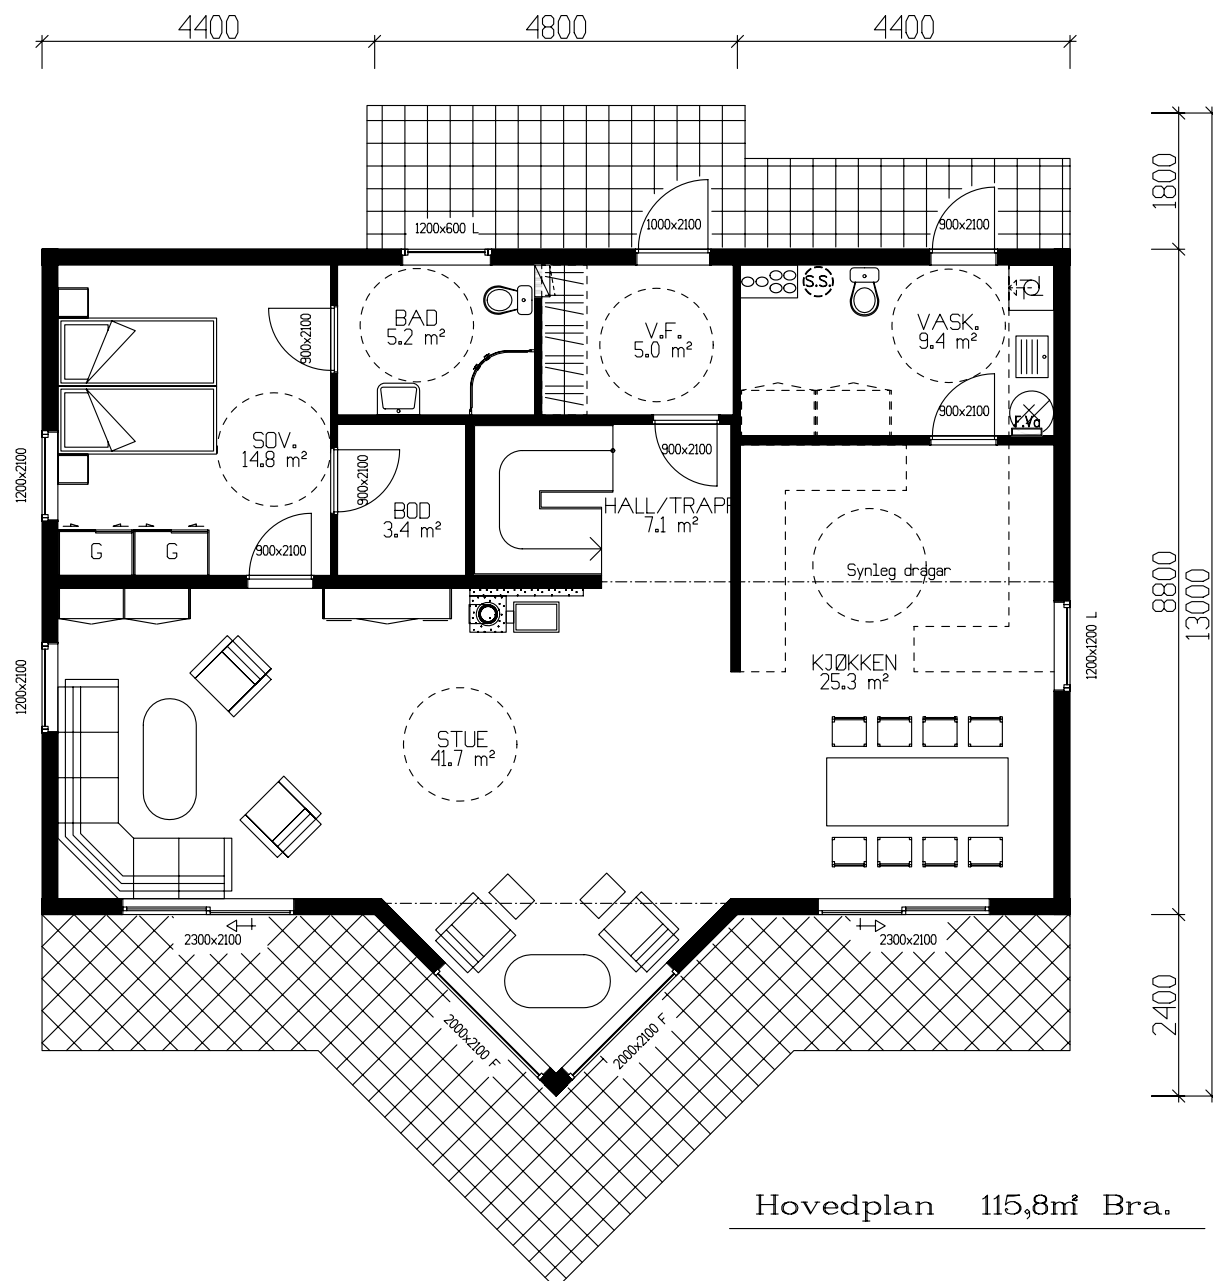 4400 4800 4400
1800
1200x600 L
1000x2100
900x2100
S.S.
BAD
5.2 m²
V.F.
5.0 m²
VASK.
9.4 m²
900x2100
900x2100
F.Va
1200x2100
SOV.
14.8 m²
900x2100
900x2100
BOD
3.4 m²
HALL/TRAPP
7.1 m²
G
G
900x2100
Synleg dragar
8800
13000
1200x2100
1200x1200 L
KJØKKEN
25.3 m²
STUE
41.7 m²
2300x2100
2300x2100
2400
2000x2100 F
2000x2100 F
Hovedplan 115,8m² Bra.